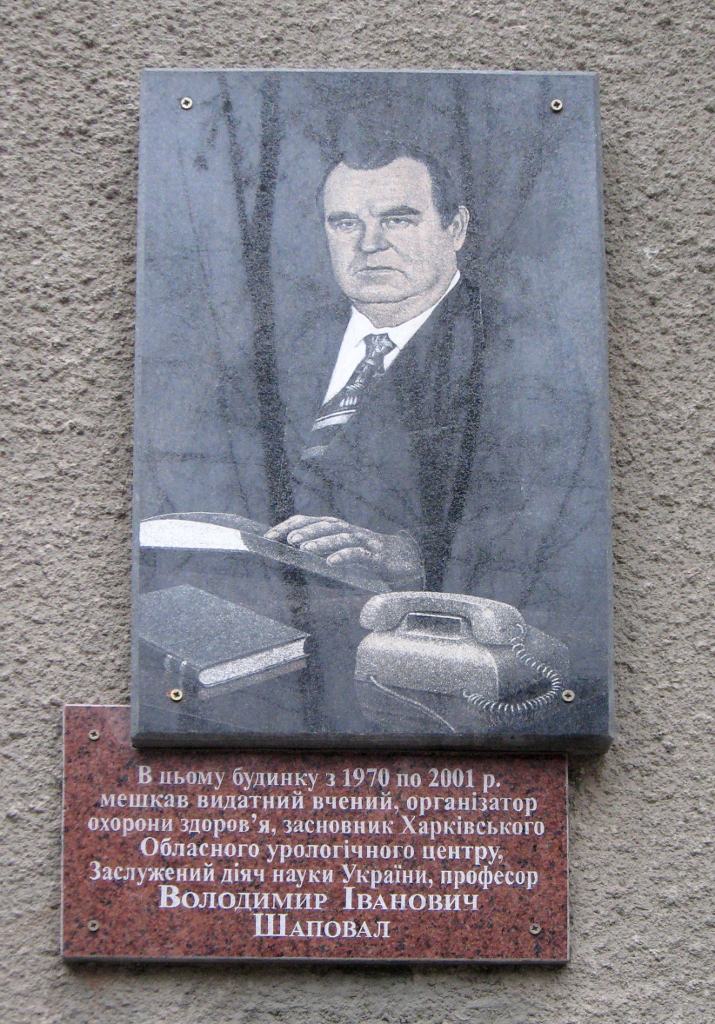 В цьому будинку з 1970 по 2001 р.
мешкав видатний вчений, організатор
охорони здоров'я, засновник Харківського
Обласного урологічного центру,
Заслужений діяч науки України, професор
Володимир Іванович
Шаповал